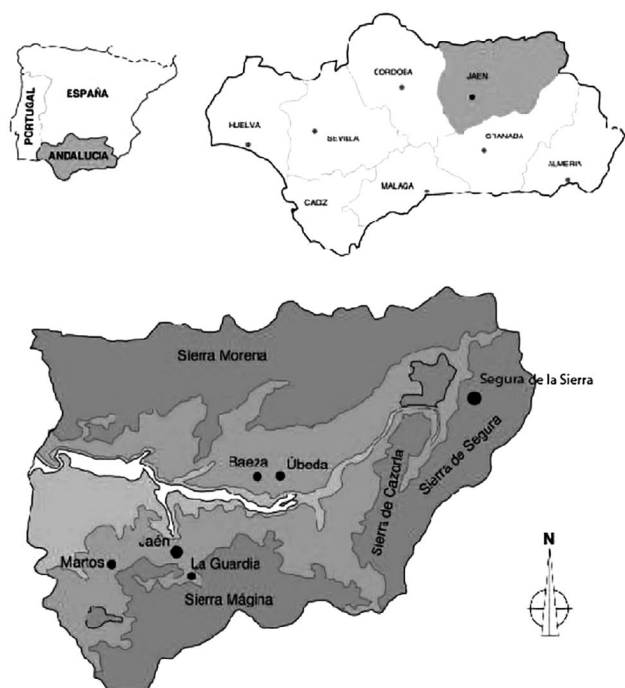 ESPAÑA
PORTUGAL
ANDALUCIA
CORDOBA
JAEN
HUELVA
SEVILLA
GRANADA
ALMERIA
MALAGA
CADIZ
Sierra Morena
Segura de la Sierra
Baeza
Úbeda
Sierra de Cazorla
Sierra de Segura
Jaén
Martos
La Guardia
Sierra Mágina
N